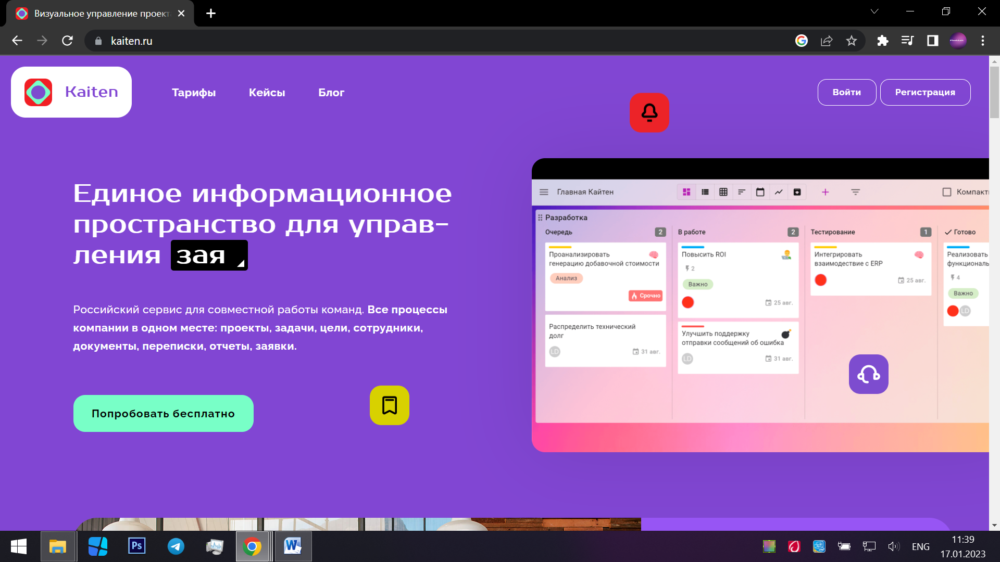 Визуальное управление проект
kaiten.ru
Kaiten
Тарифы
Кейсы
Блог
Войти
Регистрация
Единое информационное
пространство для управ-
ления зая
Российский сервис для совместной работы команд. Все процессы
компании в одном месте: проекты, задачи, цели, сотрудники,
документы, переписки, отчеты, заявки.
Попробовать бесплатно
Главная Кайтен
Компакт
Разработка
Очередь 2
Проанализировать
генерацию добавочной стоимости
Анализ
Срочно
Распределить технический
долг
LD
31 авг.
В работе 2
Повысить ROI
2
Важно
25 авг.
Улучшить поддержку
отправки сообщений об ошибка
LD
31 авг.
Тестирование 1
Интегрировать
взаимодествие с ERP
25 авг.
Готово
Реализовать
функциональ
4
Важно
LD
Ps
W
ENG
11:39
17.01.2023